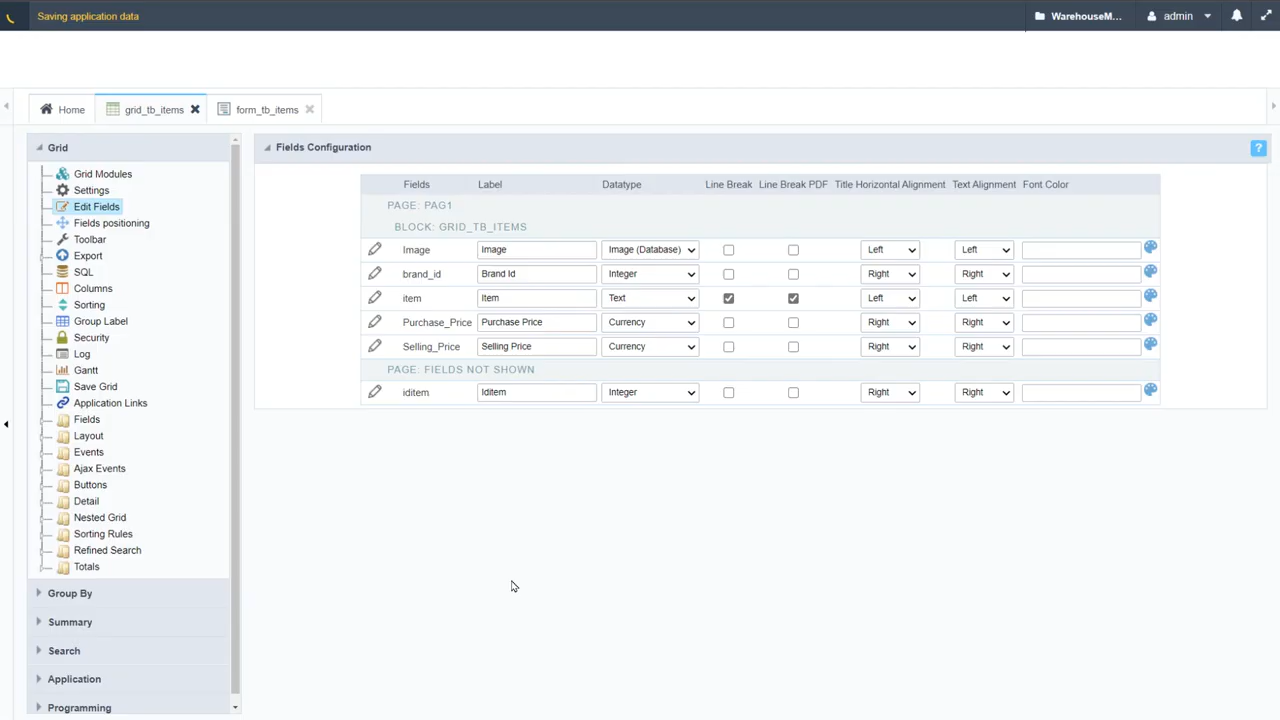 Saving application data
WarehouseM...
admin
Home
grid_tb_items
form_tb_items
Grid
Grid Modules
Settings
Edit Fields
Fields positioning
Toolbar
Export
SQL
Columns
Sorting
Group Label
Security
Log
Gantt
Save Grid
Application Links
Fields
Layout
Events
Ajax Events
Buttons
Detail
Nested Grid
Sorting Rules
Refined Search
Totals
Group By
Summary
Search
Application
Programming
Fields Configuration
?
Fields Label Datatype Line Break Line Break PDF Title Horizontal Alignment Text Alignment Font Color
PAGE: PAG1
BLOCK: GRID_TB_ITEMS
Image Image Image (Database) Left Left
brand_id Brand Id Integer Right Right
item Item Text Left Left
Purchase_Price Purchase Price Currency Right Right
Selling_Price Selling Price Currency Right Right
PAGE: FIELDS NOT SHOWN
iditem Iditem Integer Right Right